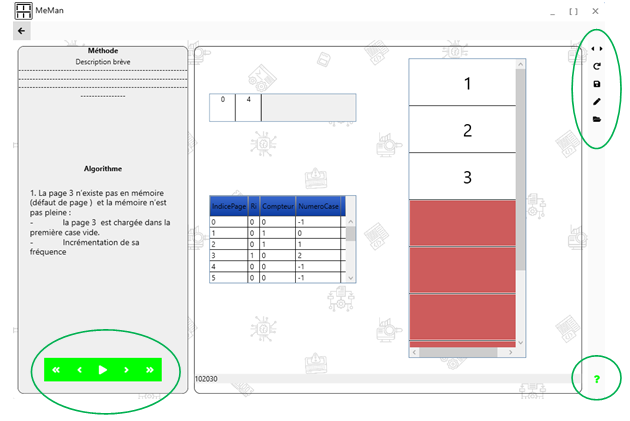 MeMan
Méthode
Description brève
Algorithme
1. La page 3 n'existe pas en mémoire
(défaut de page ) et la mémoire n'est
pas pleine :
- la page 3 est chargée dans la
première case vide.
- Incrémentation de sa
fréquence
0 4
IndicePage Ri Compteur NumeroCase
0 0 0 -1
1 0 1 0
2 0 1 1
3 1 0 2
4 0 0 -1
5 0 0 -1
1
2
3
102030
?